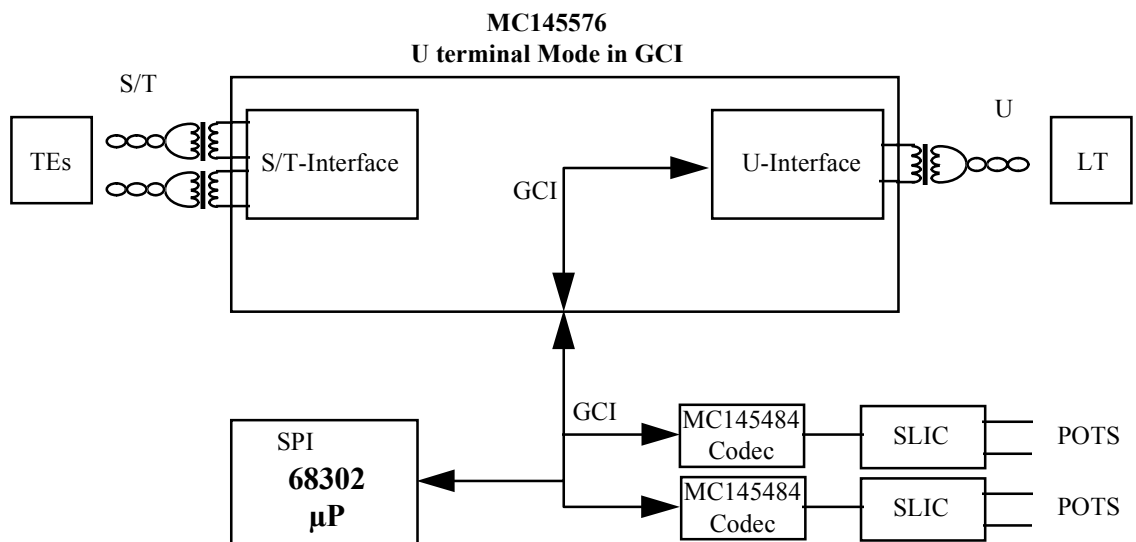 MC145576
U terminal Mode in GCI
S/T
U
TEs
S/T-Interface
U-Interface
LT
GCI
GCI
MC145484
Codec
SLIC
POTS
SPI
68302
µP
MC145484
Codec
SLIC
POTS